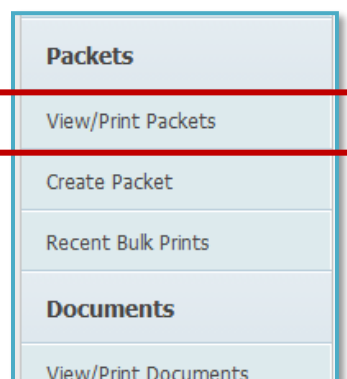 Packets
View/Print Packets
Create Packet
Recent Bulk Prints
Documents
View/Print Documents